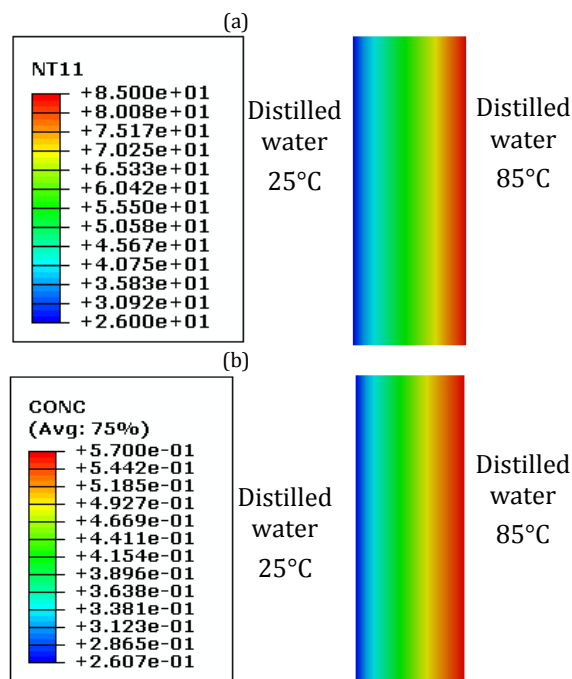 (a)
NT11
+8.500e+01
+8.008e+01
+7.517e+01
+7.025e+01
+6.533e+01
+6.042e+01
+5.550e+01
+5.058e+01
+4.567e+01
+4.075e+01
+3.583e+01
+3.092e+01
+2.600e+01
Distilled
water
25°C
Distilled
water
85°C
(b)
CONC
(Avg: 75%)
+5.700e-01
+5.442e-01
+5.185e-01
+4.927e-01
+4.669e-01
+4.411e-01
+4.154e-01
+3.896e-01
+3.638e-01
+3.381e-01
+3.123e-01
+2.865e-01
+2.607e-01
Distilled
water
25°C
Distilled
water
85°C